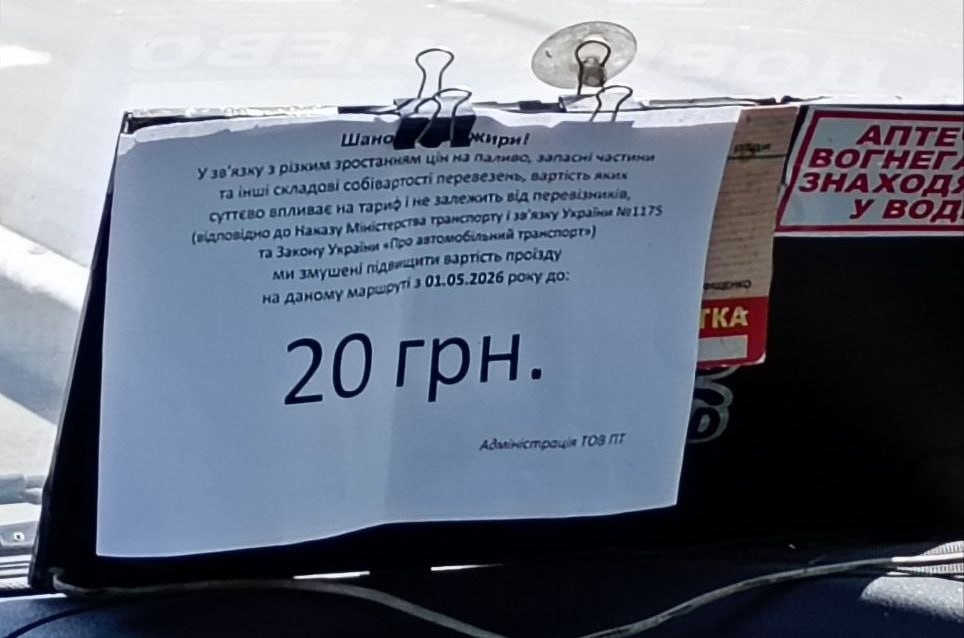 Шано жири!
У зв'язку з різким зростанням цін на паливо, запасні частини
та інші складові собівартості перевезень, вартість яких
суттєво впливає на тариф і не залежить від перевізників,
(відповідно до Наказу Міністерства транспорту і зв'язку України №1175
та Закону України «Про автомобільний транспорт»)
ми змушені підвищити вартість проїзду
на даному маршруті з 01.05.2026 року до:
20 грн.
Адміністрація ТОВ ПТ
АПТЕ
ВОГНЕГА
ЗНАХОДЯ
У ВОД
ТКА